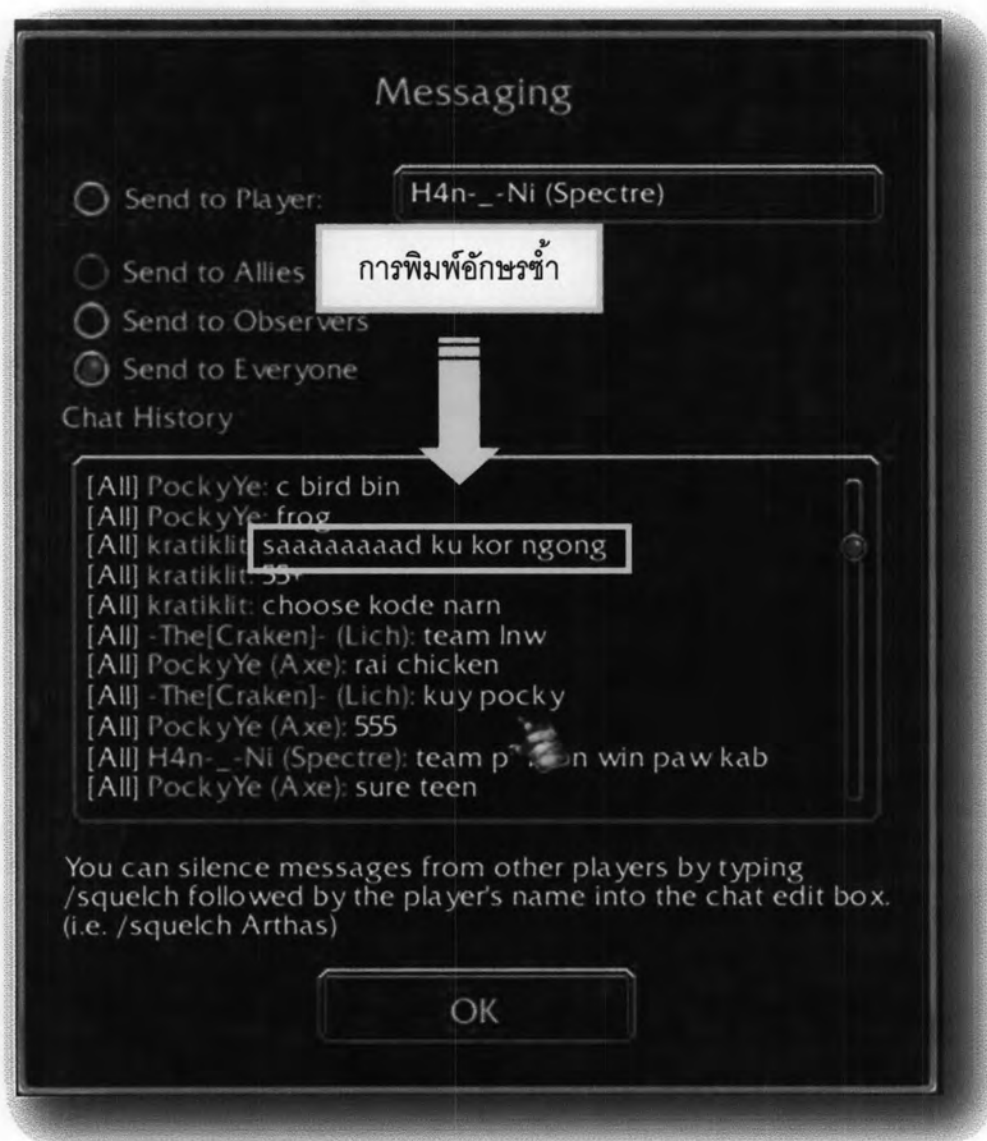 Messaging
Send to Player: H4n-_-Ni (Spectre)
การพิมพ์อักษรซ้ำ
Send to Allies
Send to Observers
Send to Everyone
Chat History
[All] PockyYe: c bird bin
[All] PockyYe: frog
[All] kratiklit: saaaaaaaad ku kor ngong
[All] kratiklit: 55+
[All] kratiklit: choose kode narn
[All] -The[Craken]- (Lich): team lnw
[All] PockyYe (Axe): rai chicken
[All] -The[Craken]- (Lich): kuy pocky
[All] PockyYe (Axe): 555
[All] H4n-_-Ni (Spectre): team win paw kab
[All] PockyYe (Axe): sure teen
You can silence messages from other players by typing
/squelch followed by the player's name into the chat edit box.
(i.e. /squelch Arthas)
OK